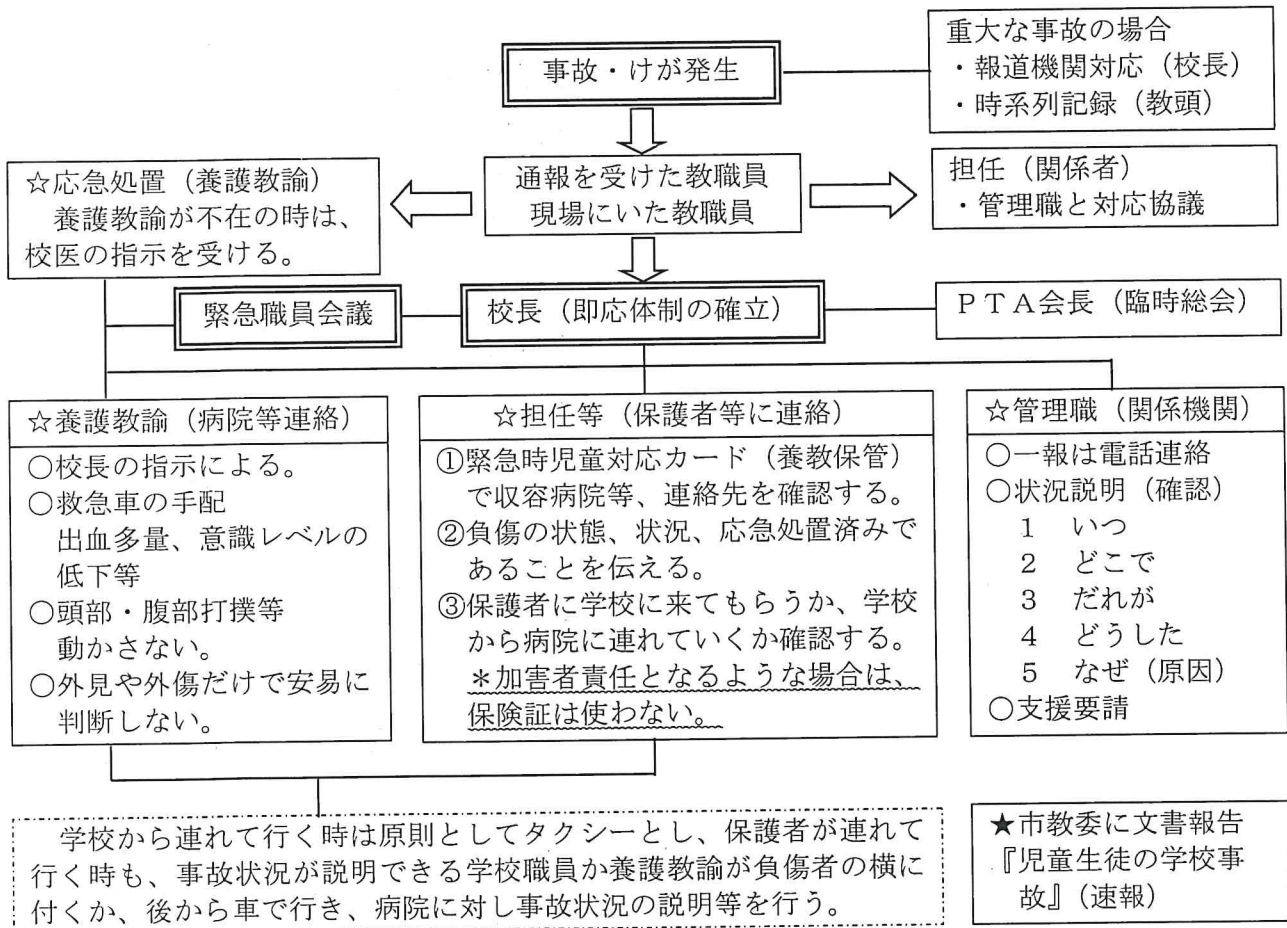 事故・けが発生
重大な事故の場合
・報道機関対応(校長)
・時系列記録(教頭)
☆応急処置(養護教諭)
養護教諭が不在の時は、
校医の指示を受ける。
通報を受けた教職員
現場にいた教職員
担任(関係者)
・管理職と対応協議
緊急職員会議
校長(即応体制の確立)
PTA会長(臨時総会)
☆養護教諭(病院等連絡)
○校長の指示による。
○救急車の手配
出血多量、意識レベルの
低下等
○頭部・腹部打撲等
動かさない。
○外見や外傷だけで安易に
判断しない。
☆担任等(保護者等に連絡)
①緊急時児童対応カード(養教保管)
で収容病院等、連絡先を確認する。
②負傷の状態、状況、応急処置済みで
あることを伝える。
③保護者に学校に来てもらうか、学校
から病院に連れていくか確認する。
*加害者責任となるような場合は、
保険証は使わない。
☆管理職(関係機関)
○一報は電話連絡
○状況説明(確認)
1 いつ
2 どこで
3 だれが
4 どうした
5 なぜ(原因)
○支援要請
学校から連れて行く時は原則としてタクシーとし、保護者が連れて
行く時も、事故状況が説明できる学校職員か養護教諭が負傷者の横に
付くか、後から車で行き、病院に対し事故状況の説明等を行う。
★市教委に文書報告
『児童生徒の学校事
故』(速報)